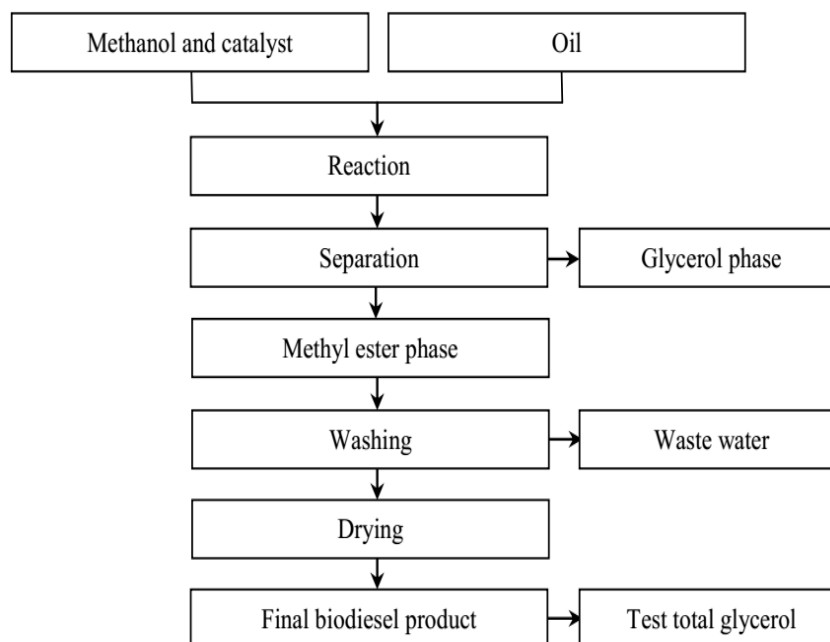 Methanol and catalyst
Oil
Reaction
Separation
Glycerol phase
Methyl ester phase
Washing
Waste water
Drying
Final biodiesel product
Test total glycerol